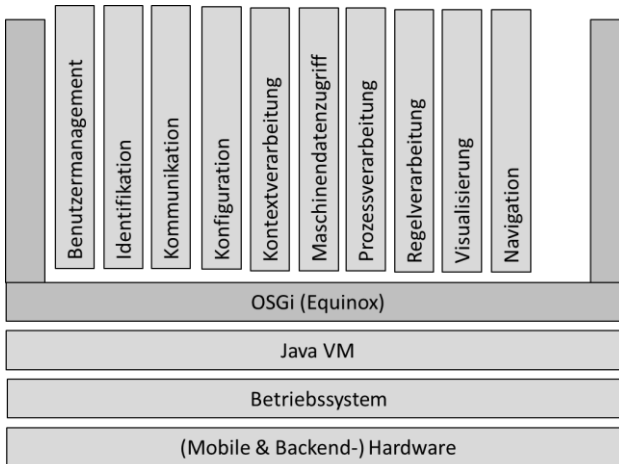 Benutzermanagement
Identifikation
Kommunikation
Konfiguration
Kontextverarbeitung
Maschinendatenzugriff
Prozessverarbeitung
Regelverarbeitung
Visualisierung
Navigation
OSGi (Equinox)
Java VM
Betriebssystem
(Mobile & Backend-) Hardware